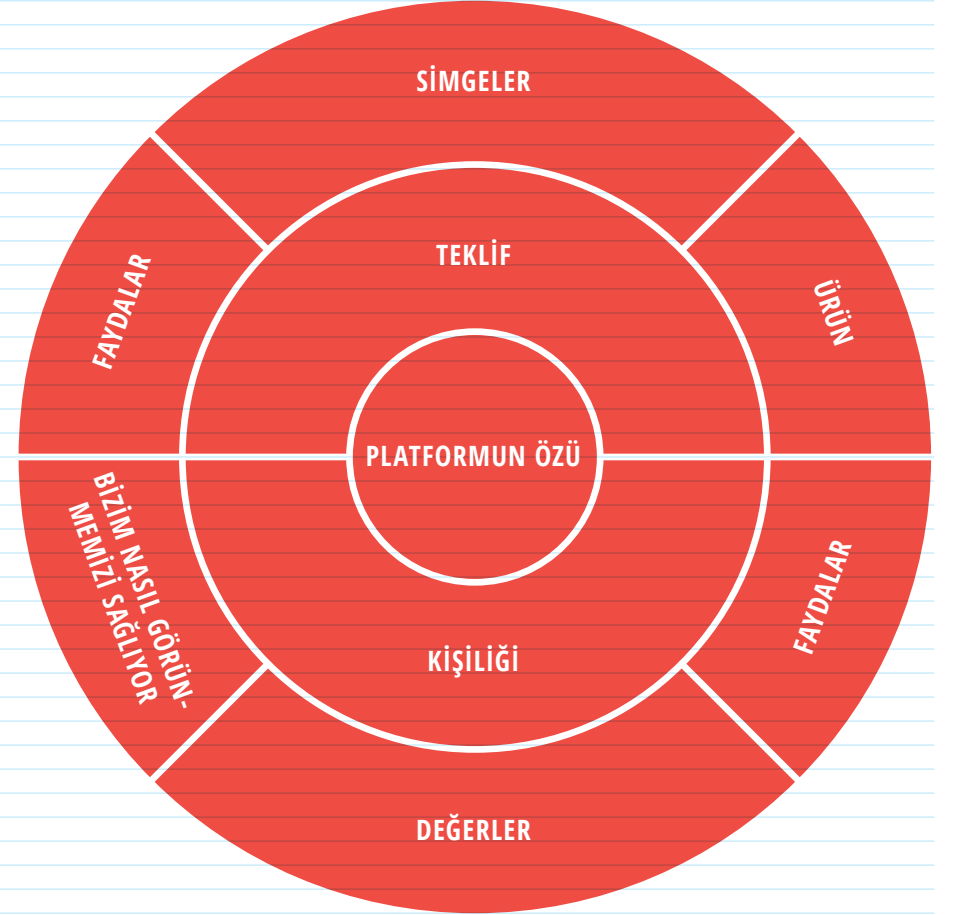 SİMGELER
TEKLİF
FAYDALAR
ÜRÜN
PLATFORMUN ÖZÜ
BİZİM NASIL GÖRÜN-
MEMİZİ SAĞLIYOR
FAYDALAR
KİŞİLİĞİ
DEĞERLER